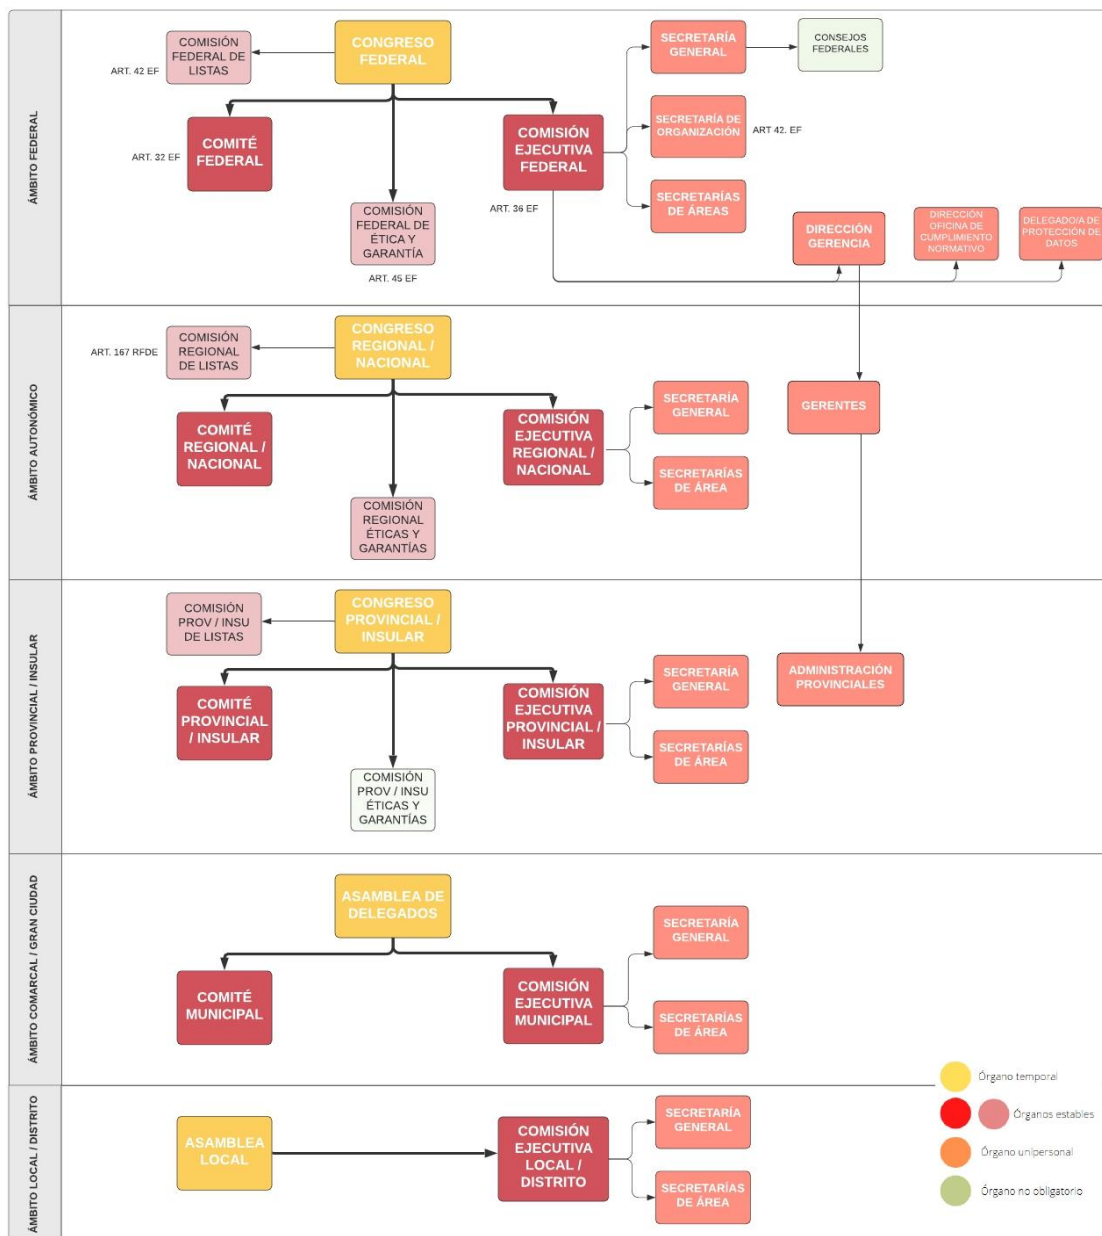 ÁMBITO FEDERAL
COMISIÓN
FEDERAL DE
LISTAS
ART. 42 EF
CONGRESO
FEDERAL
SECRETARÍA
GENERAL
CONSEJOS
FEDERALES
COMITÉ
FEDERAL
ART. 32 EF
COMISIÓN
EJECUTIVA
FEDERAL
ART. 36 EF
SECRETARÍA DE
ORGANIZACIÓN
ART 42. EF
SECRETARÍAS
DE ÁREAS
COMISIÓN
FEDERAL DE
ÉTICA Y
GARANTÍA
ART. 45 EF
DIRECCIÓN
GERENCIA
DIRECCIÓN
OFICINA DE
CUMPLIMIENTO
NORMATIVO
DELEGADO/A DE
PROTECCIÓN DE
DATOS
ÁMBITO AUTONÓMICO
ART. 167 RFDE
COMISIÓN
REGIONAL
DE LISTAS
CONGRESO
REGIONAL /
NACIONAL
COMITÉ
REGIONAL /
NACIONAL
COMISIÓN
EJECUTIVA
REGIONAL /
NACIONAL
SECRETARÍA
GENERAL
SECRETARÍAS
DE ÁREA
GERENTES
COMISIÓN
REGIONAL
ÉTICAS Y
GARANTÍAS
ÁMBITO PROVINCIAL / INSULAR
COMISIÓN
PROV / INSU
DE LISTAS
CONGRESO
PROVINCIAL /
INSULAR
COMITÉ
PROVINCIAL
/ INSULAR
COMISIÓN
EJECUTIVA
PROVINCIAL /
INSULAR
SECRETARÍA
GENERAL
SECRETARÍAS
DE ÁREA
ADMINISTRACIÓN
PROVINCIALES
COMISIÓN
PROV / INSU
ÉTICAS Y
GARANTÍAS
ÁMBITO COMARCAL / GRAN CIUDAD
ASAMBLEA DE
DELEGADOS
COMITÉ
MUNICIPAL
COMISIÓN
EJECUTIVA
MUNICIPAL
SECRETARÍA
GENERAL
SECRETARÍAS
DE ÁREA
ÁMBITO LOCAL / DISTRITO
ASAMBLEA
LOCAL
COMISIÓN
EJECUTIVA
LOCAL /
DISTRITO
SECRETARÍA
GENERAL
SECRETARÍAS
DE ÁREA
Órgano temporal
Órganos estables
Órgano unipersonal
Órgano no obligatorio